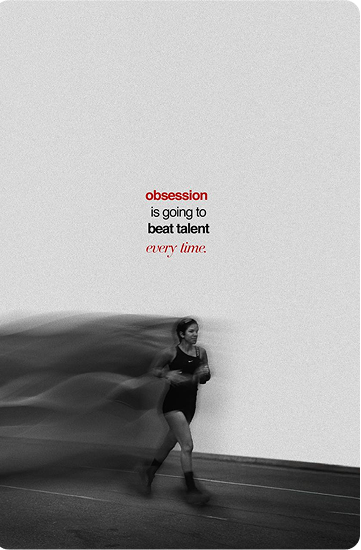 obsession
is going to
beat talent
every time.